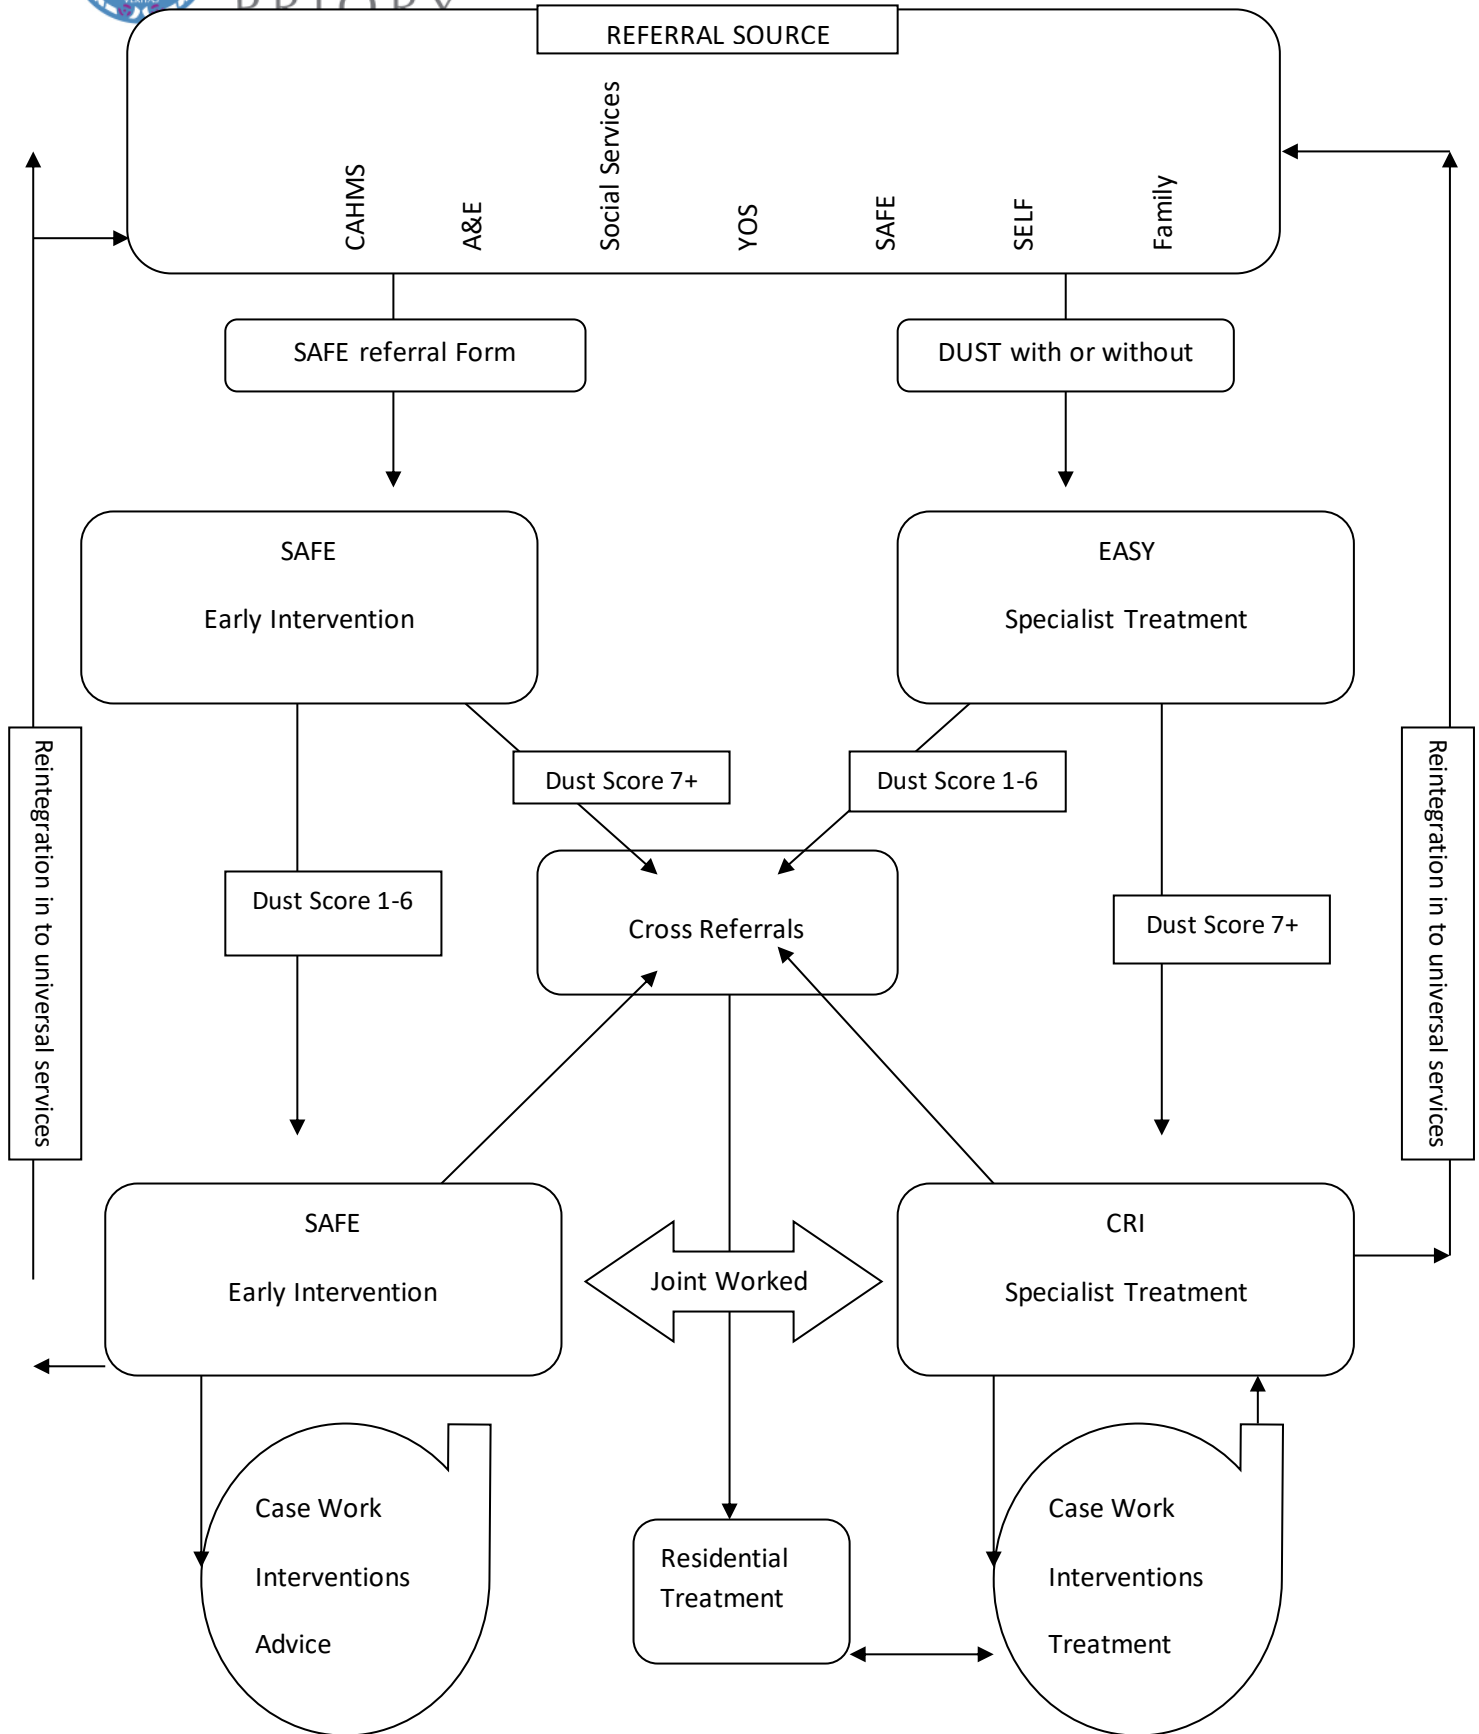 PRIORY
REFERRAL SOURCE
CAHMS
A&E
Social Services
YOS
SAFE
SELF
Family
SAFE referral Form
DUST with or without
SAFE
Early Intervention
EASY
Specialist Treatment
Dust Score 7+
Dust Score 1-6
Dust Score 1-6
Cross Referrals
Dust Score 7+
Reintegration in to universal services
Reintegration in to universal services
SAFE
Early Intervention
Joint Worked
CRI
Specialist Treatment
Case Work
Interventions
Advice
Residential
Treatment
Case Work
Interventions
Treatment